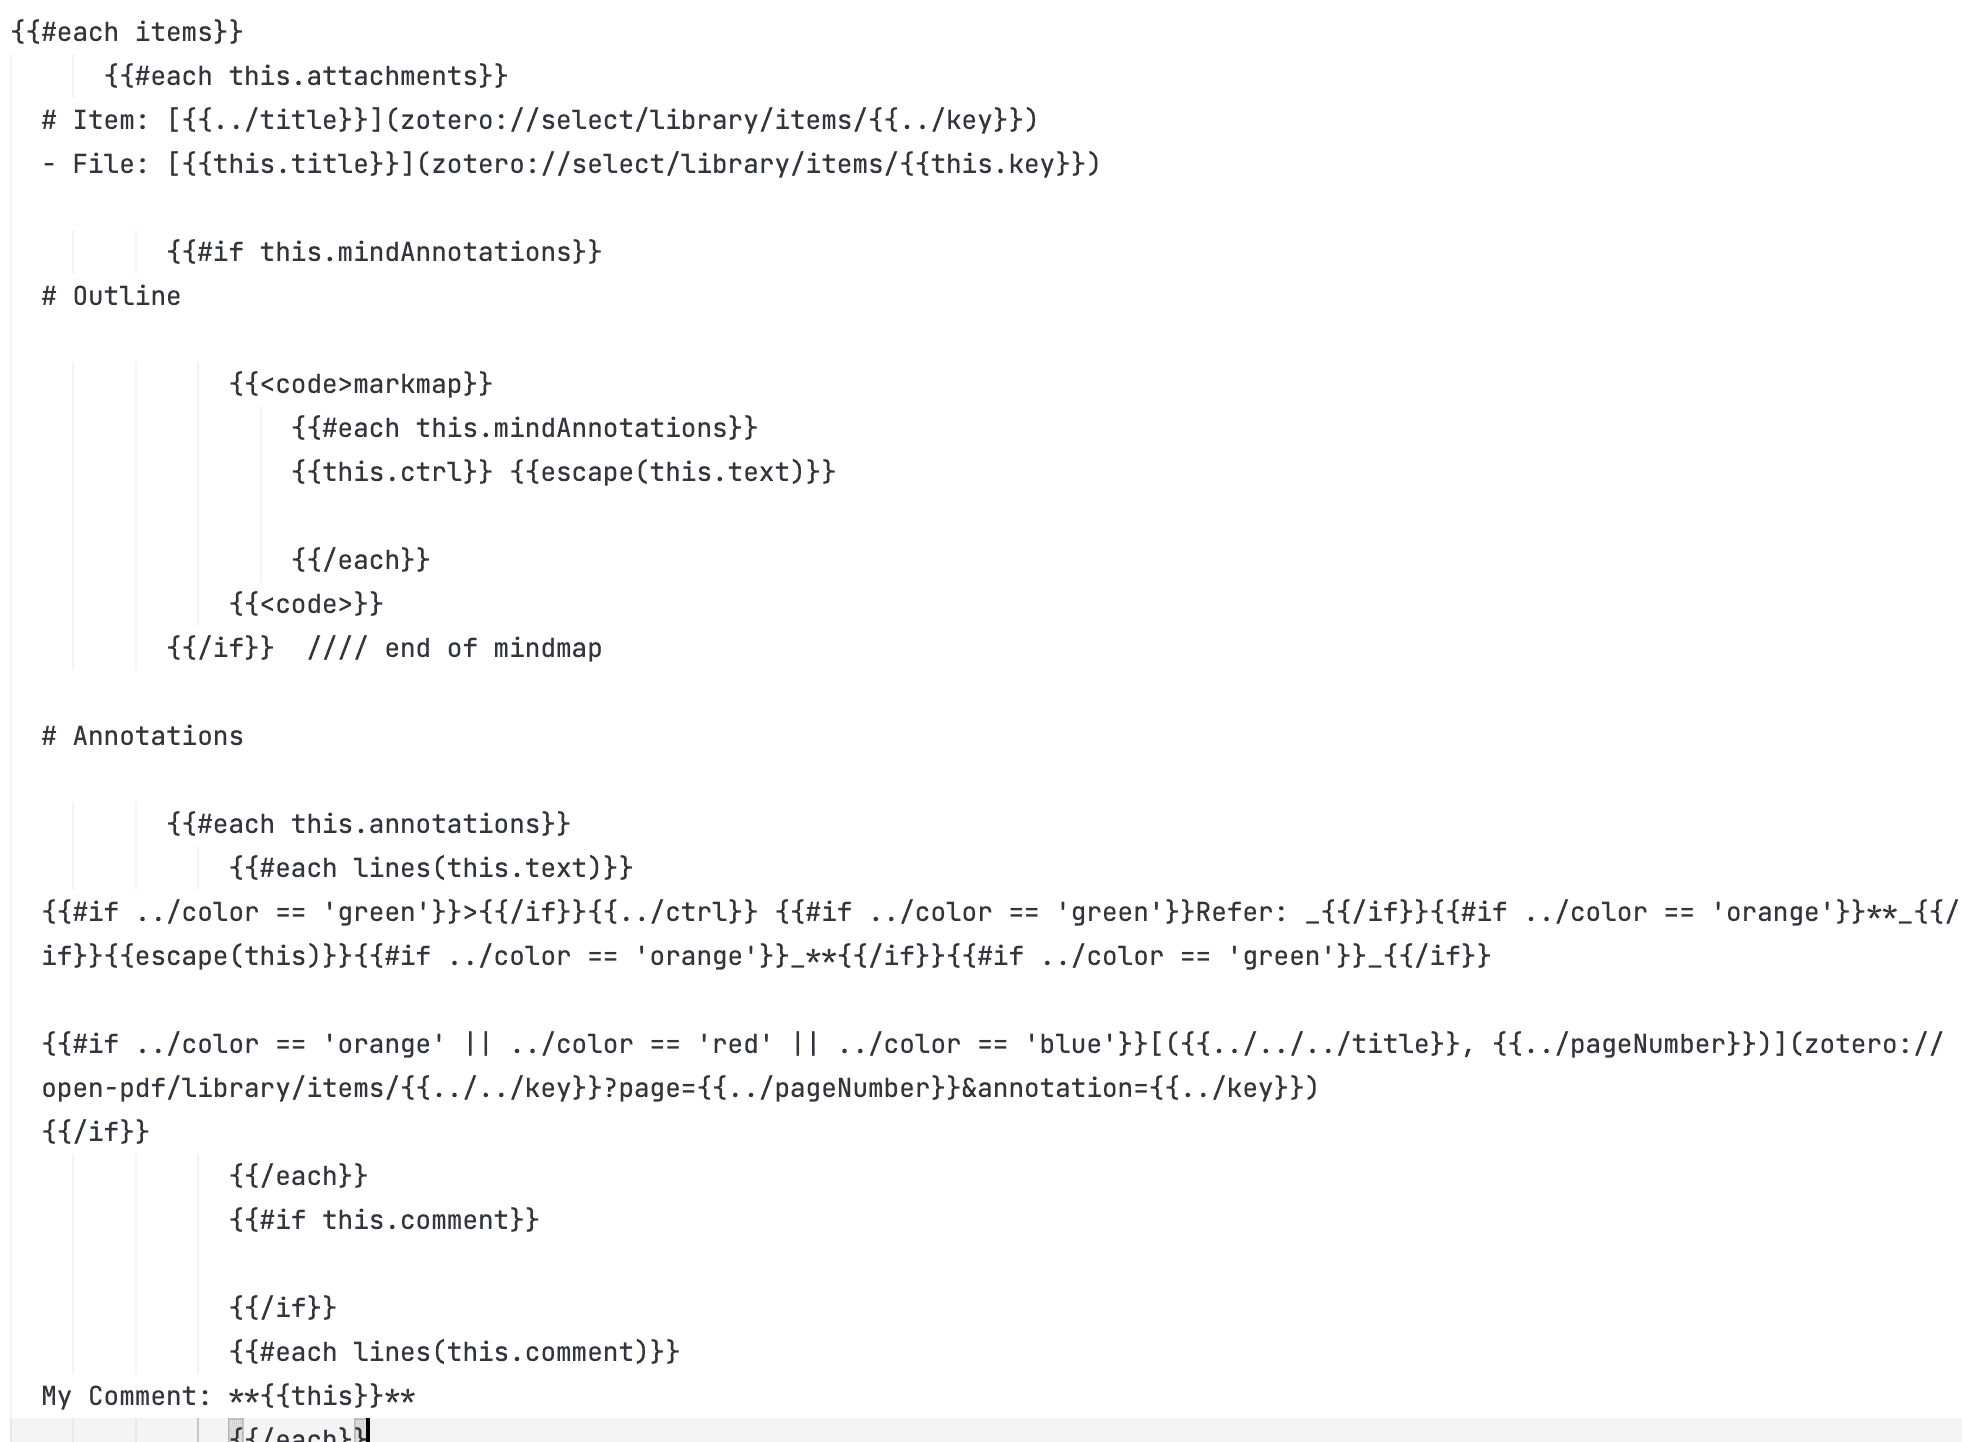 {{#each items}}
{{#each this.attachments}}
# Item: [{{../title}}](zotero://select/library/items/{{../key}})
- File: [{{this.title}}](zotero://select/library/items/{{this.key}})
{{#if this.mindAnnotations}}
# Outline
{{<code>markmap}}
{{#each this.mindAnnotations}}
{{this.ctrl}} {{escape(this.text)}}
{{/each}}
{{<code>}}
{{/if}}  //// end of mindmap
# Annotations
{{#each this.annotations}}
{{#each lines(this.text)}}
{{#if ../color == 'green'}}>{{/if}}{{../ctrl}} {{#if ../color == 'green'}}Refer: _{{/if}}{{#if ../color == 'orange'}}**_{{/
if}}{{escape(this)}}{{#if ../color == 'orange'}}_**{{/if}}{{#if ../color == 'green'}}_{{/if}}
{{#if ../color == 'orange' || ../color == 'red' || ../color == 'blue'}}[({{../../../title}}, {{../pageNumber}})](zotero://
open-pdf/library/items/{{../../key}}?page={{../pageNumber}}&annotation={{../key}})
{{/if}}
{{/each}}
{{#if this.comment}}
{{/if}}
{{#each lines(this.comment)}}
My Comment: **{{this}}**
{{/each}}